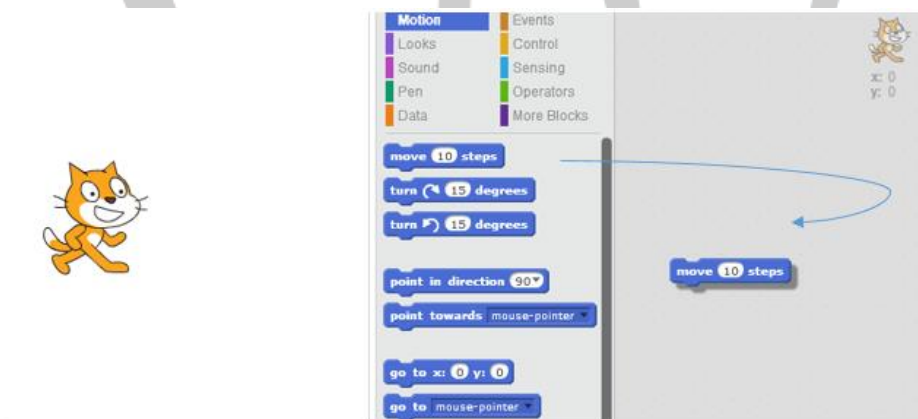 Motion Events
Looks Control
Sound Sensing
Pen Operators
Data More Blocks
x: 0
y: 0
move 10 steps
turn 15 degrees
turn 15 degrees
point in direction 90
point towards mouse-pointer
go to x: 0 y: 0
go to mouse-pointer
move 10 steps